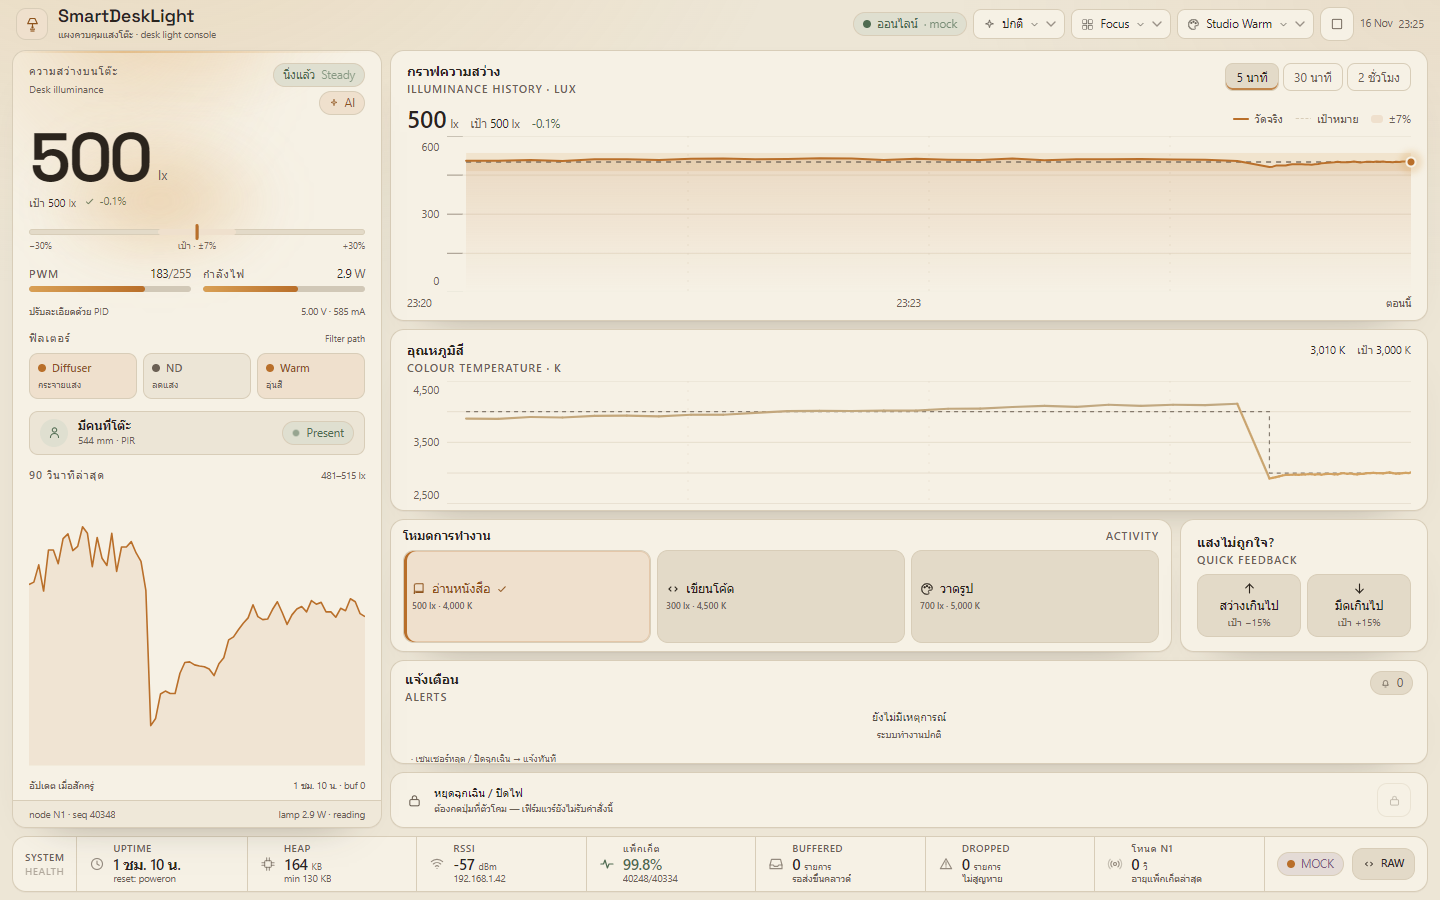 SmartDeskLight
แผงควบคุมแสงโต๊ะ · desk light console
ออนไลน์ · mock
ปกติ
Focus
Studio Warm
16 Nov 23:25
ความสว่างบนโต๊ะ
Desk illuminance
นิ่งแล้ว Steady
AI
500 lx
เป้า 500 lx -0.1%
−30%
เป้า · ±7%
+30%
PWM 183/255
กำลังไฟ 2.9 W
ปรับละเอียดด้วย PID
5.00 V · 585 mA
ฟิลเตอร์
Filter path
Diffuser
กระจายแสง
ND
ลดแสง
Warm
อุ่นสี
มีคนที่โต๊ะ
544 mm · PIR
Present
90 วินาทีล่าสุด
481–515 lx
อัปเดต เมื่อสักครู่
1 ชม. 10 น. · buf 0
node N1 · seq 40348
lamp 2.9 W · reading
กราฟความสว่าง
ILLUMINANCE HISTORY · LUX
5 นาที
30 นาที
2 ชั่วโมง
500 lx เป้า 500 lx -0.1%
วัดจริง
เป้าหมาย
±7%
600
300
0
23:20
23:23
ตอนนี้
อุณหภูมิสี
COLOUR TEMPERATURE · K
3,010 K เป้า 3,000 K
4,500
3,500
2,500
โหมดการทำงาน
ACTIVITY
อ่านหนังสือ
500 lx · 4,000 K
เขียนโค้ด
300 lx · 4,500 K
วาดรูป
700 lx · 5,000 K
แสงไม่ถูกใจ?
QUICK FEEDBACK
สว่างเกินไป
เป้า −15%
มืดเกินไป
เป้า +15%
แจ้งเตือน
ALERTS
0
ยังไม่มีเหตุการณ์
ระบบทำงานปกติ
· เซนเซอร์หลุด / ปิดฉุกเฉิน → แจ้งทันที
หยุดฉุกเฉิน / ปิดไฟ
ต้องกดปุ่มที่ตัวโคม — เฟิร์มแวร์ยังไม่รับคำสั่งนี้
SYSTEM
HEALTH
UPTIME
1 ชม. 10 น.
reset: poweron
HEAP
164 KB
min 130 KB
RSSI
-57 dBm
192.168.1.42
แพ็กเก็ต
99.8%
40248/40334
BUFFERED
0 รายการ
รอส่งขึ้นคลาวด์
DROPPED
0 รายการ
ไม่สูญหาย
โหนด N1
0 วิ
อายุแพ็กเก็ตล่าสุด
MOCK
RAW